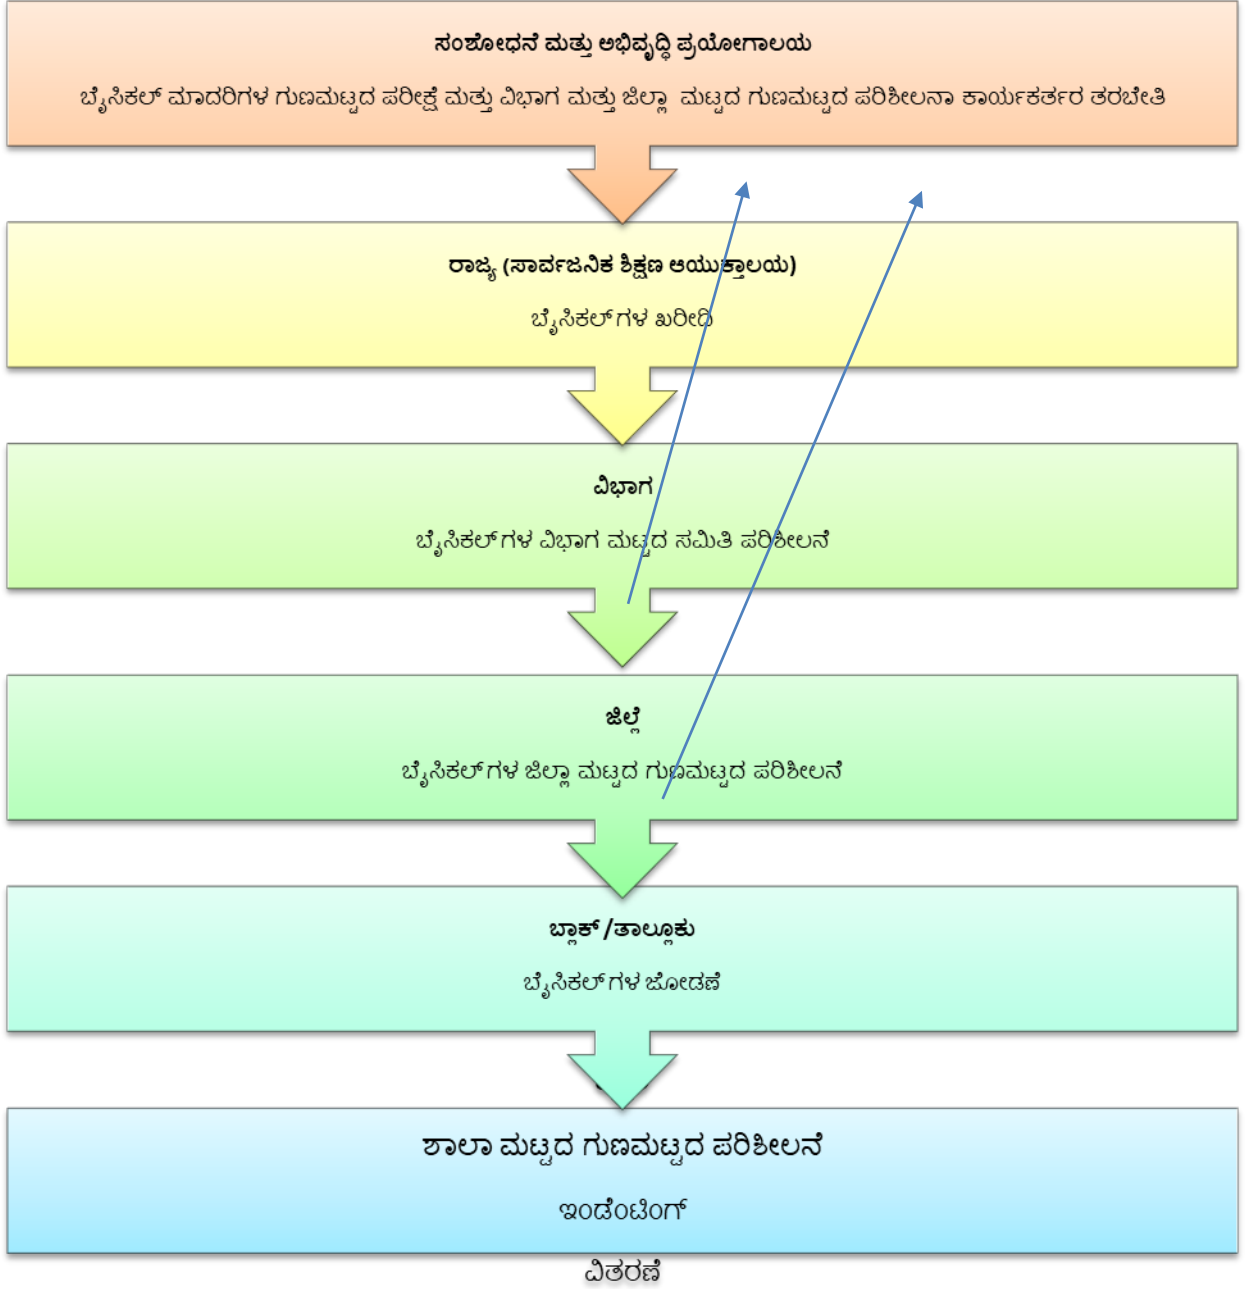 ಸಂಶೋಧನೆ ಮತ್ತು ಅಭಿವೃದ್ಧಿ ಪ್ರಯೋಗಾಲಯ
ಬೈಸಿಕಲ್ ಮಾದರಿಗಳ ಗುಣಮಟ್ಟದ ಪರೀಕ್ಷೆ ಮತ್ತು ವಿಭಾಗ ಮತ್ತು ಜಿಲ್ಲಾ ಮಟ್ಟದ ಗುಣಮಟ್ಟದ ಪರಿಶೀಲನಾ ಕಾರ್ಯಕರ್ತರ ತರಬೇತಿ
ರಾಜ್ಯ (ಸಾರ್ವಜನಿಕ ಶಿಕ್ಷಣ ಆಯುಕ್ತಾಲಯ)
ಬೈಸಿಕಲ್‌ಗಳ ಖರೀದಿ
ವಿಭಾಗ
ಬೈಸಿಕಲ್‌ಗಳ ವಿಭಾಗ ಮಟ್ಟದ ಸಮಿತಿ ಪರಿಶೀಲನೆ
ಜಿಲ್ಲೆ
ಬೈಸಿಕಲ್‌ಗಳ ಜಿಲ್ಲಾ ಮಟ್ಟದ ಗುಣಮಟ್ಟದ ಪರಿಶೀಲನೆ
ಬ್ಲಾಕ್/ತಾಲ್ಲೂಕು
ಬೈಸಿಕಲ್‌ಗಳ ಜೋಡಣೆ
ಶಾಲಾ ಮಟ್ಟದ ಗುಣಮಟ್ಟದ ಪರಿಶೀಲನೆ
ಇಂಡೆಂಟಿಂಗ್
ವಿತರಣೆ